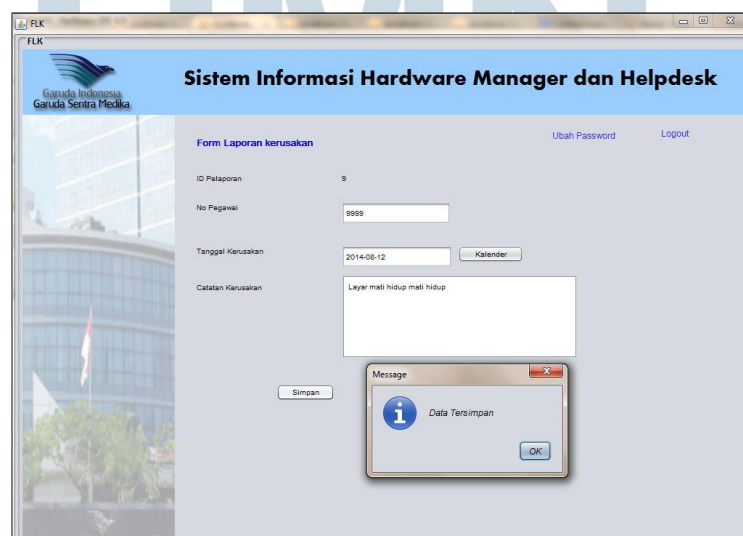 FLK
FLK
Garuda Indonesia
Garuda Sentra Medika
Sistem Informasi Hardware Manager dan Helpdesk
Form Laporan kerusakan
Ubah Password
Logout
ID Pelaporan
9
No Pegawai
9999
Tanggal Kerusakan
2014-08-12
Kalender
Catatan Kerusakan
Layar mati hidup mati hidup
Simpan
Message
Data Tersimpan
OK